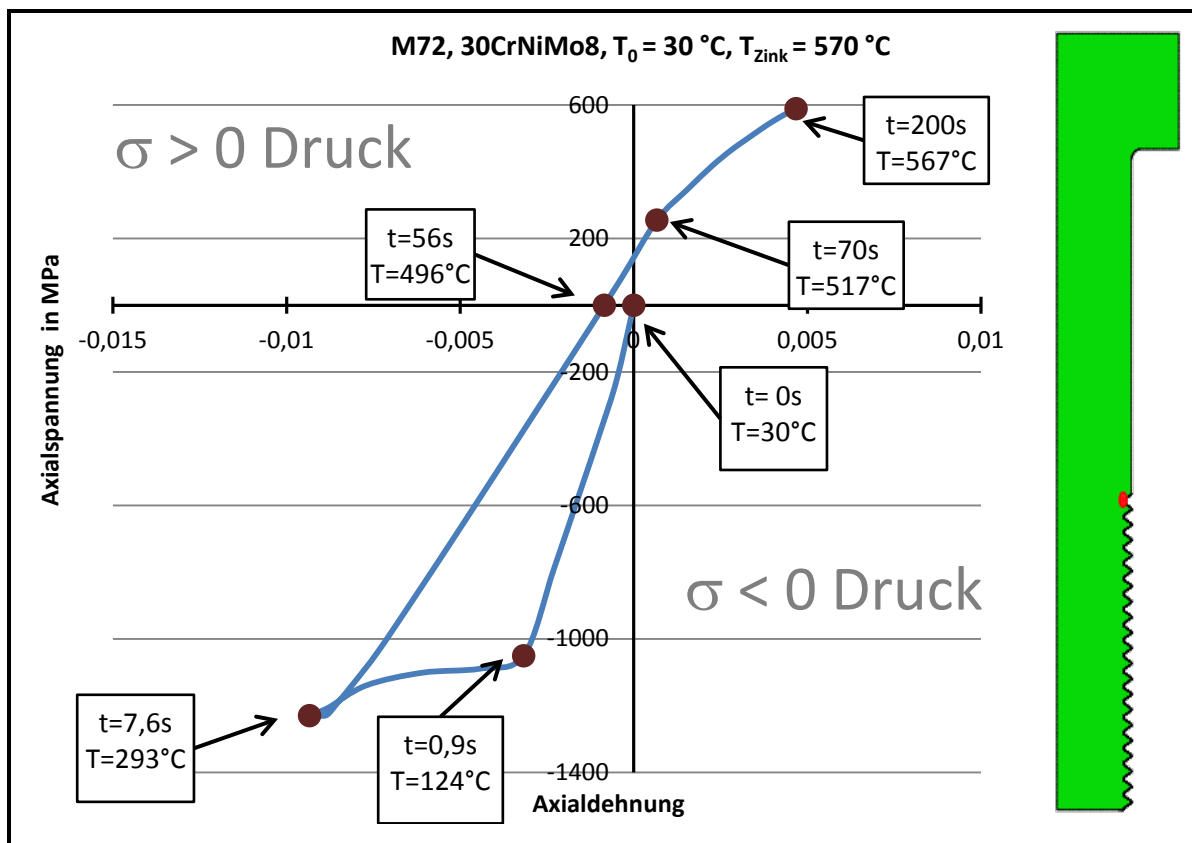 M72, 30CrNiMo8, T0 = 30 °C, TZink = 570 °C
600
σ > 0 Druck
t=200s
T=567°C
t=56s
T=496°C
200
t=70s
T=517°C
Axialspannung in MPa
-0,015
-0,01
-0,005
0
0,005
0,01
-200
t= 0s
T=30°C
-600
σ < 0 Druck
-1000
t=7,6s
T=293°C
t=0,9s
T=124°C
-1400
Axialdehnung